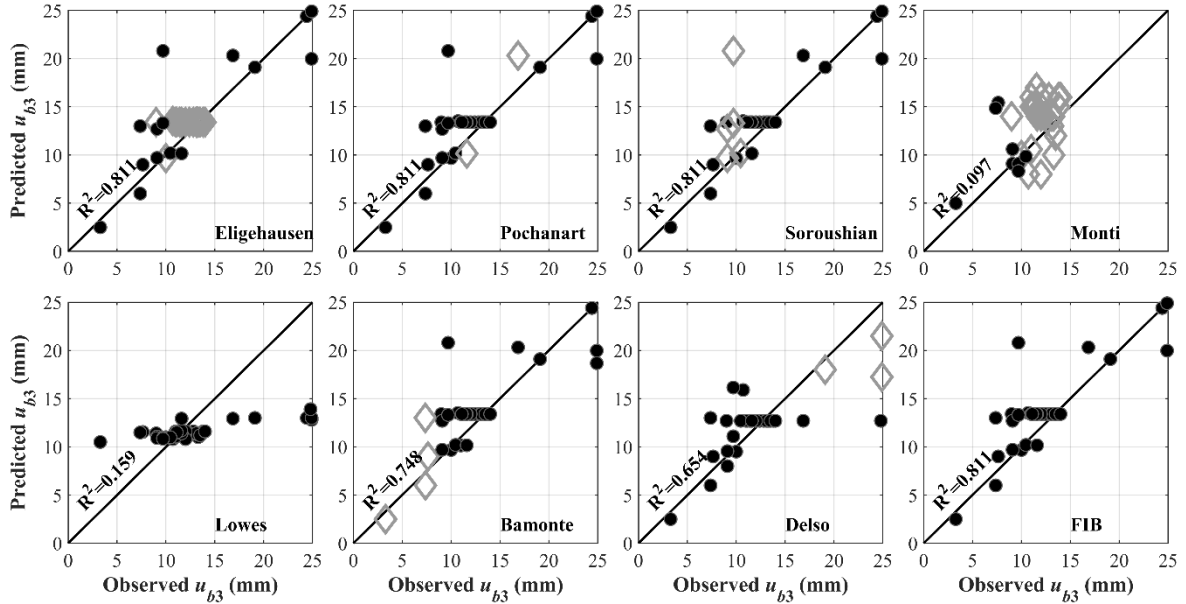 Predicted u_b3 (mm)
25
20
15
10
5
0
R²=0.811
Eligehausen
0 5 10 15 20 25
25
20
15
10
5
0
R²=0.811
Pochanart
0 5 10 15 20 25
25
20
15
10
5
0
R²=0.811
Soroushian
0 5 10 15 20 25
25
20
15
10
5
0
R²=0.097
Monti
0 5 10 15 20 25
Predicted u_b3 (mm)
25
20
15
10
5
0
R²=0.159
Lowes
0 5 10 15 20 25
Observed u_b3 (mm)
25
20
15
10
5
0
R²=0.748
Bamonte
0 5 10 15 20 25
Observed u_b3 (mm)
25
20
15
10
5
0
R²=0.654
Delso
0 5 10 15 20 25
Observed u_b3 (mm)
25
20
15
10
5
0
R²=0.811
FIB
0 5 10 15 20 25
Observed u_b3 (mm)